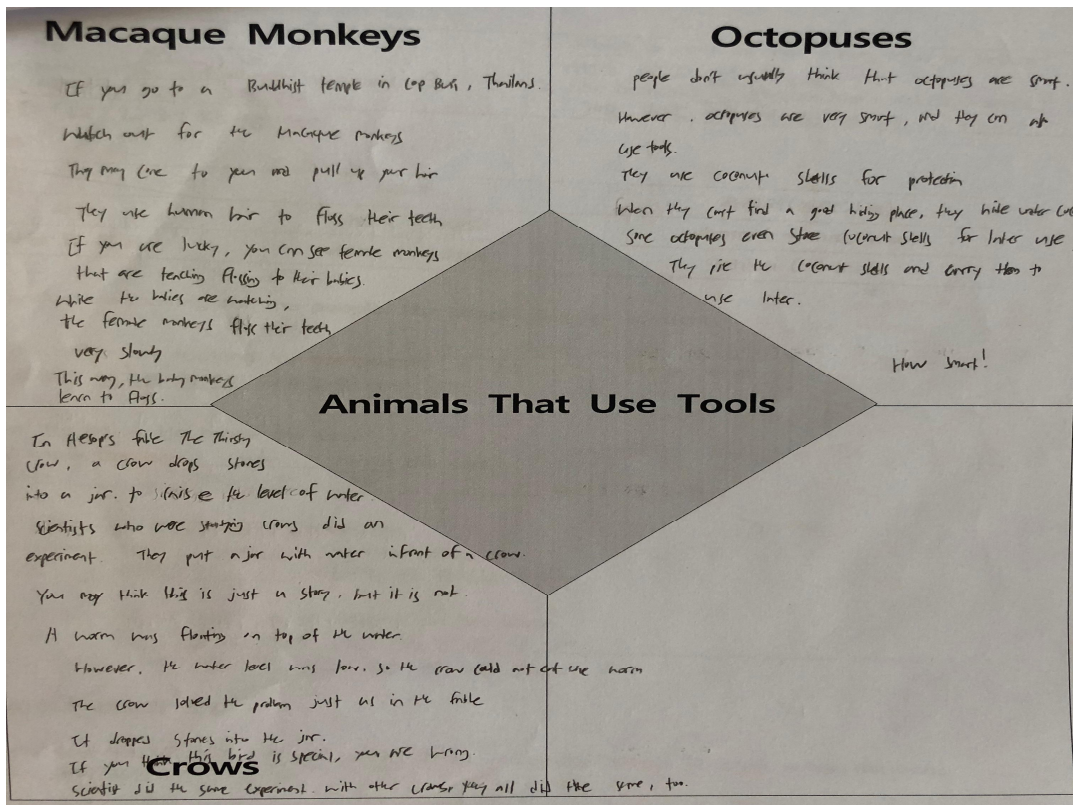 Macaque Monkeys
If you go to a Buddhist temple in Lop Buri, Thailand.
Watch out for the Macaque monkeys
They may come to you and pull up your hair
They use human hair to floss their teeth
If you are lucky, you can see female monkeys
that are teaching flossing to their babies.
while the babies are watching,
the female monkeys floss their teeth
very slowly
This way, the baby monkeys
learn to floss.
Octopuses
people don't usually think that octopuses are smart.
However. octopuses are very smart, and they can
use tools.
They use coconut shells for protection
When they can't find a good hiding place, they hide under
Some octopuses even store coconut shells for later use
They the coconut shells and carry them to
use later.
How smart!
Animals That Use Tools
In Aesop's fable The Thirsty
Crow, a crow drops stones
into a jar. to raise the level of water
Scientists who were studying crows did an
experiment. They put a jar with water infront of a crow.
You may think this is just a story. but it is not
A worm was floating on top of the water.
However, the water level was low. so the crow could not the worm
The crow solved the problem just as in the fable
It dropped stones into the jar.
If you think this bird is special, you are wrong.
Crows
scientist did the same experiment with other crows, they all did the same, too.